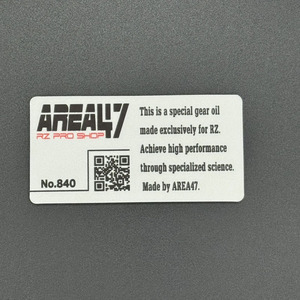 AREA47
RZ PRO SHOP
No.840
This is a special gear oil
made exclusively for RZ.
Achieve high performance
through specialized science.
Made by AREA47.